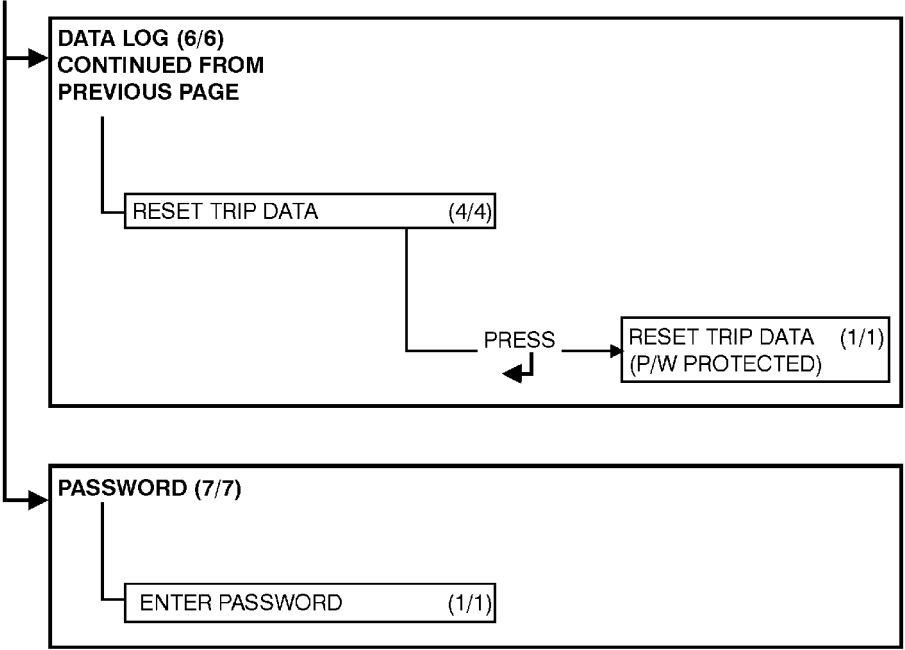 DATA LOG (6/6)
CONTINUED FROM
PREVIOUS PAGE
RESET TRIP DATA (4/4)
PRESS
RESET TRIP DATA (1/1)
(P/W PROTECTED)
PASSWORD (7/7)
ENTER PASSWORD (1/1)